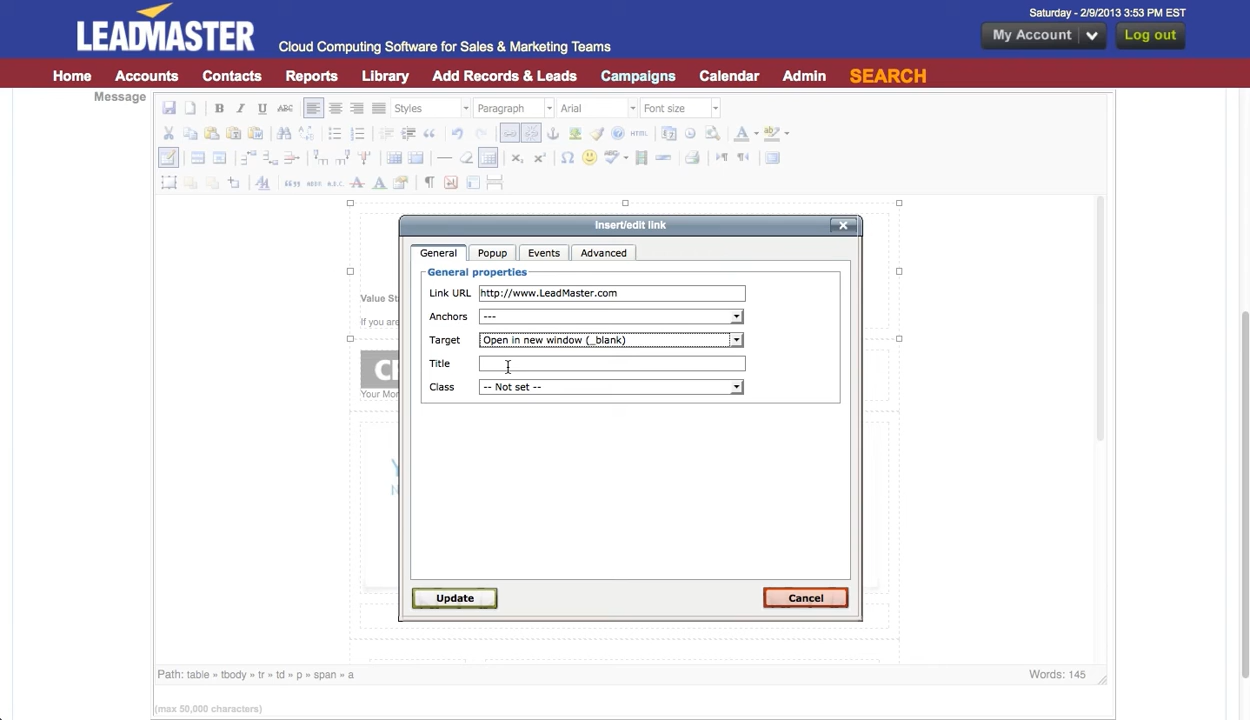 Saturday - 2/9/2013 3:53 PM EST
LEADMASTER
Cloud Computing Software for Sales & Marketing Teams
My Account
Log out
Home Accounts Contacts Reports Library Add Records & Leads Campaigns Calendar Admin SEARCH
Message
B I U ABC Styles Paragraph Arial Font size
HTML
Insert/edit link
General Popup Events Advanced
General properties
Link URL http://www.LeadMaster.com
Anchors ---
Target Open in new window (_blank)
Title
Class -- Not set --
Value
If you are
Your
Update Cancel
Path: table » tbody » tr » td » p » span » a
Words: 145
(max 50,000 characters)